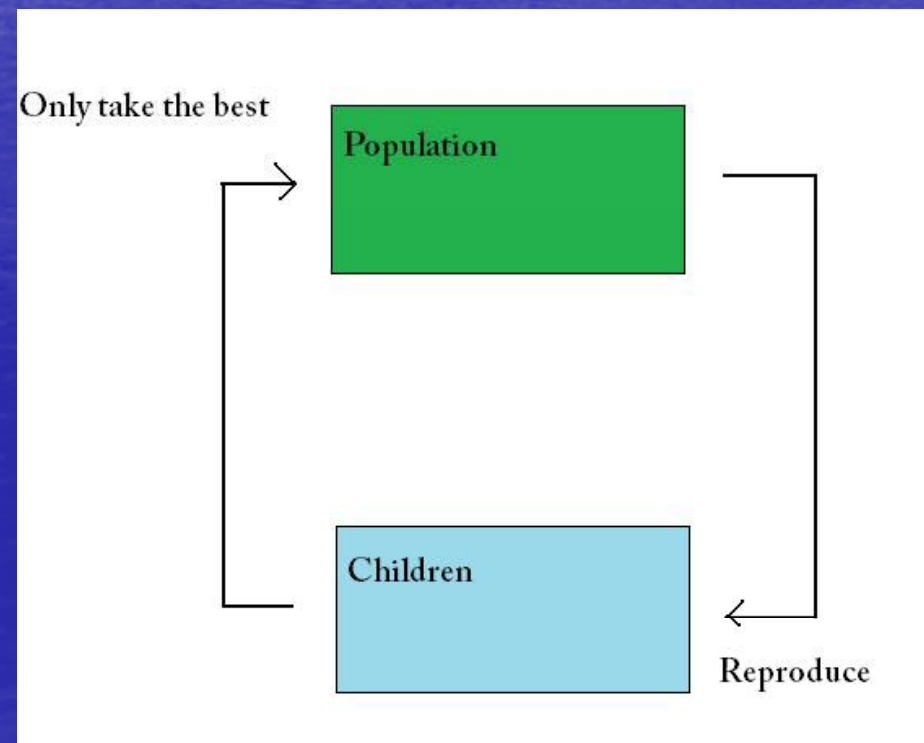 Only take the best
Population
Children
Reproduce